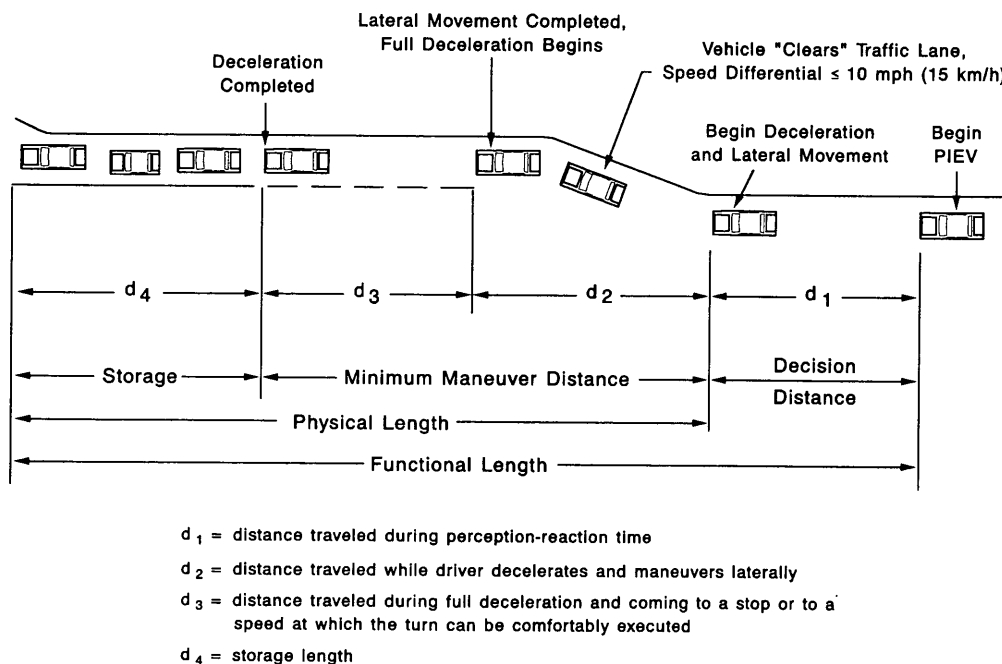 Lateral Movement Completed,
Full Deceleration Begins
Deceleration
Completed
Vehicle "Clears" Traffic Lane,
Speed Differential ≤ 10 mph (15 km/h)
Begin Deceleration
and Lateral Movement
Begin
PIEV
d4
d3
d2
d1
Storage
Minimum Maneuver Distance
Decision
Distance
Physical Length
Functional Length
d1 = distance traveled during perception-reaction time
d2 = distance traveled while driver decelerates and maneuvers laterally
d3 = distance traveled during full deceleration and coming to a stop or to a
speed at which the turn can be comfortably executed
d4 = storage length